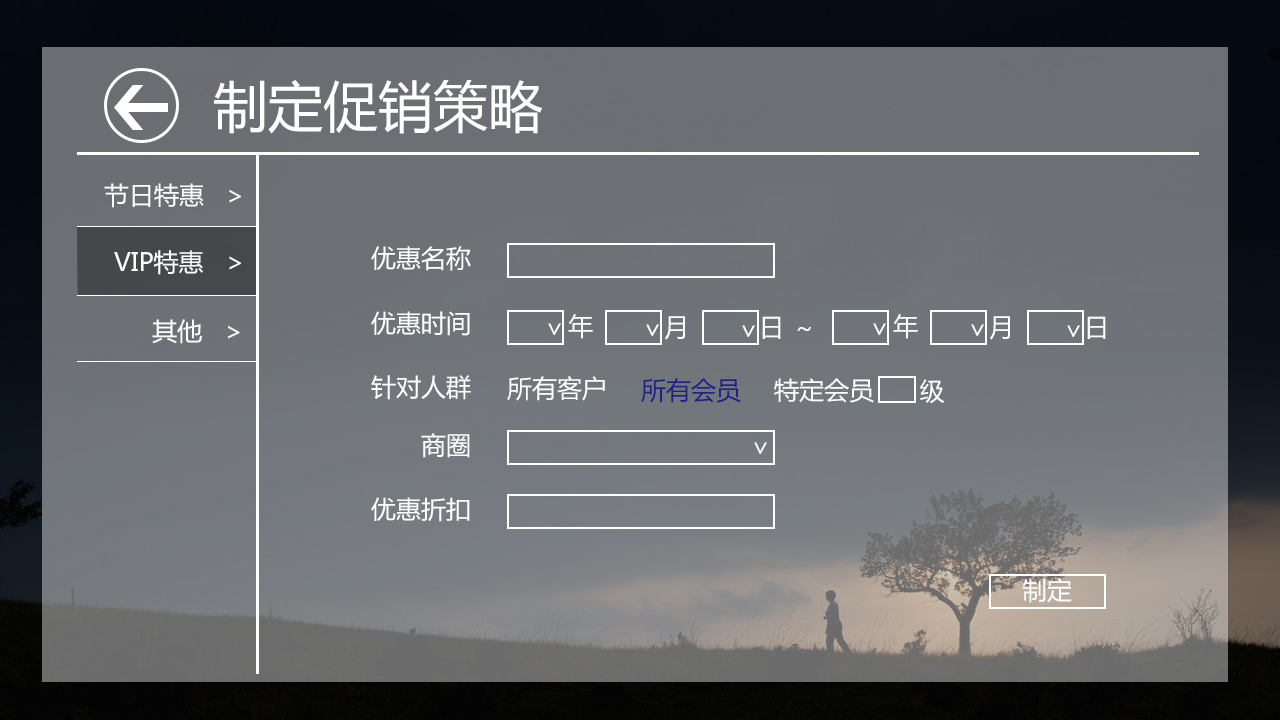 制定促销策略
节日特惠 >
VIP特惠 >
其他 >
优惠名称
优惠时间 年 月 日 ~ 年 月 日
针对人群 所有客户 所有会员 特定会员 级
商圈
优惠折扣
制定